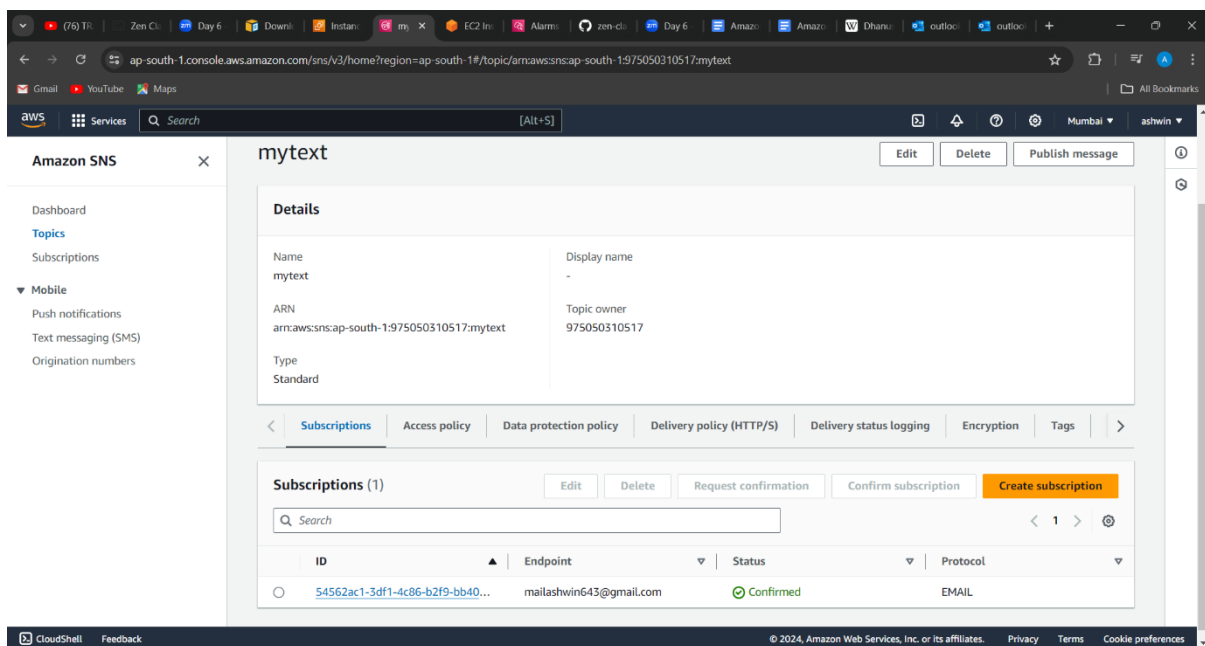 (76) TR. Zen Cla Day 6 - Downlo Instanc my EC2 In: Alarms zen-cla Day 6 - Amazo Amazo Dhanu: outlool outlool
ap-south-1.console.aws.amazon.com/sns/v3/home?region=ap-south-1#/topic/arn:aws:sns:ap-south-1:975050310517:mytext A
Gmail YouTube Maps All Bookmarks
aws Services Search [Alt+S] Mumbai ashwin
Amazon SNS
Dashboard
Topics
Subscriptions
Mobile
Push notifications
Text messaging (SMS)
Origination numbers
mytext Edit Delete Publish message
Details
Name
mytext
ARN
arn:aws:sns:ap-south-1:975050310517:mytext
Type
Standard
Display name
-
Topic owner
975050310517
Subscriptions Access policy Data protection policy Delivery policy (HTTP/S) Delivery status logging Encryption Tags
Subscriptions (1) Edit Delete Request confirmation Confirm subscription Create subscription
Search 1
ID Endpoint Status Protocol
54562ac1-3df1-4c86-b2f9-bb40... mailashwin643@gmail.com Confirmed EMAIL
CloudShell Feedback © 2024, Amazon Web Services, Inc. or its affiliates. Privacy Terms Cookie preferences